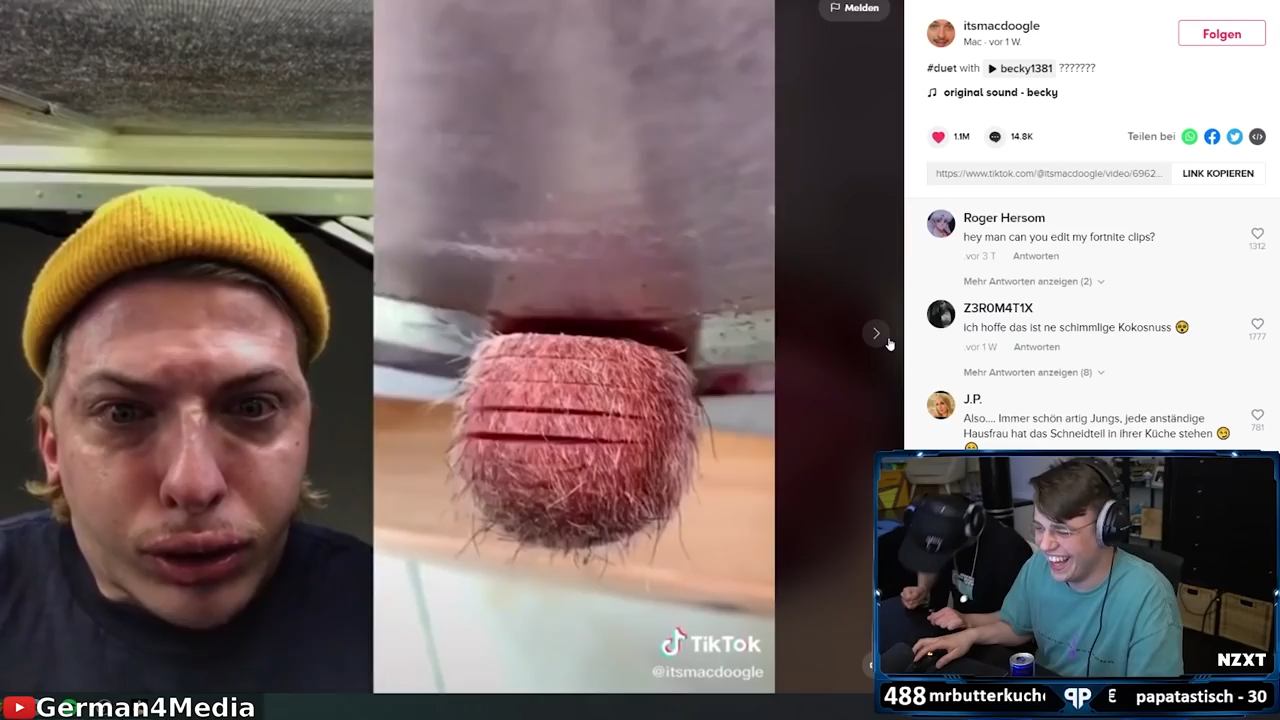 Melden
itsmacdoogle
Mac · vor 1 W.
Folgen
#duet with ▶ becky1381 ???????
♫ original sound - becky
1.1M
14.8K
Teilen bei
https://www.tiktok.com/@itsmacdoogle/video/6962...
LINK KOPIEREN
Roger Hersom
hey man can you edit my fortnite clips?
.vor 3 T Antworten
1312
Mehr Antworten anzeigen (2)
Z3R0M4T1X
ich hoffe das ist ne schimmlige Kokosnuss 😳
.vor 1 W Antworten
1777
Mehr Antworten anzeigen (8)
J.P.
Also.... Immer schön artig Jungs, jede anständige
Hausfrau hat das Schneidteil in ihrer Küche stehen 😏
781
TikTok
@itsmacdoogle
NZXT
488 mrbutterkuch
papatastisch - 30
German4Media